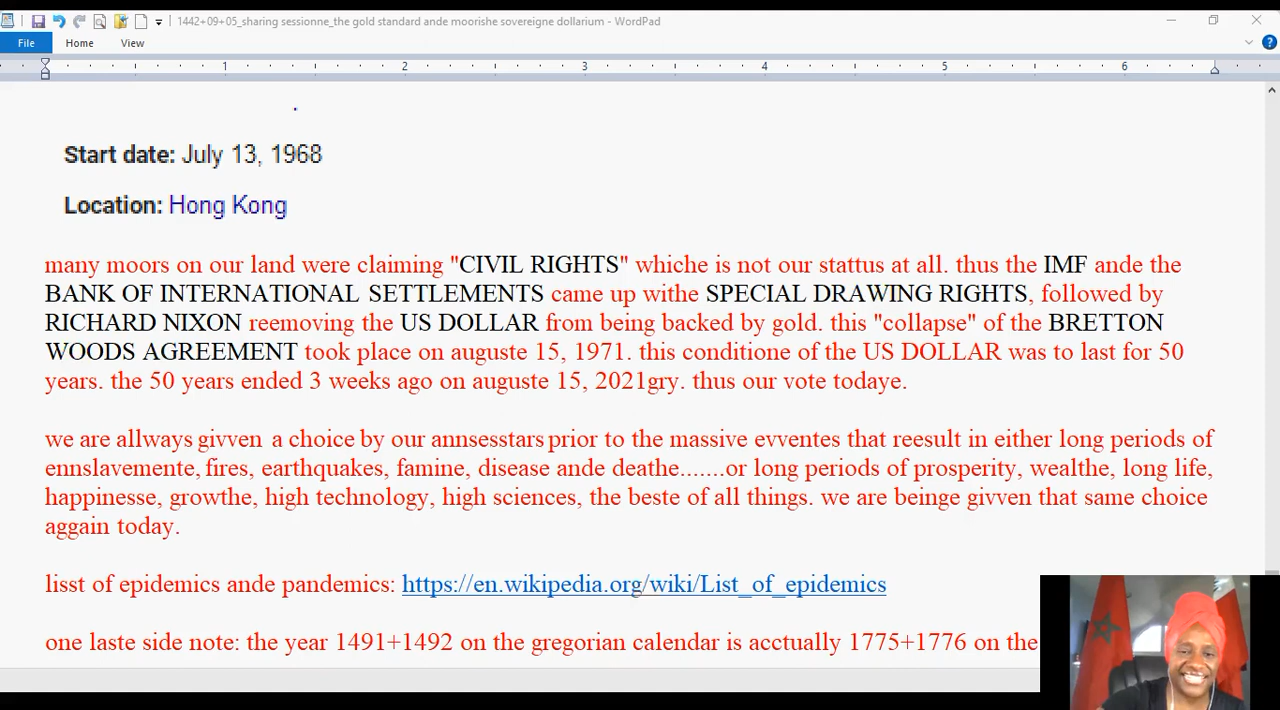 1442+09+05_sharing sessionne_the gold standard ande moorishe sovereigne dollarium - WordPad
File Home View
1 2 3 4 5 6
Start date: July 13, 1968
Location: Hong Kong
many moors on our land were claiming "CIVIL RIGHTS" whiche is not our stattus at all. thus the IMF ande the
BANK OF INTERNATIONAL SETTLEMENTS came up withe SPECIAL DRAWING RIGHTS, followed by
RICHARD NIXON reemoving the US DOLLAR from being backed by gold. this "collapse" of the BRETTON
WOODS AGREEMENT took place on auguste 15, 1971. this conditione of the US DOLLAR was to last for 50
years. the 50 years ended 3 weeks ago on auguste 15, 2021gry. thus our vote todaye.
we are allways givven a choice by our annsesstars prior to the massive evventes that reesult in either long periods of
ennslavemente, fires, earthquakes, famine, disease ande deathe.......or long periods of prosperity, wealthe, long life,
happinesse, growthe, high technology, high sciences, the beste of all things. we are beinge givven that same choice
aggain today.
lisst of epidemics ande pandemics: https://en.wikipedia.org/wiki/List_of_epidemics
one laste side note: the year 1491+1492 on the gregorian calendar is acctually 1775+1776 on the